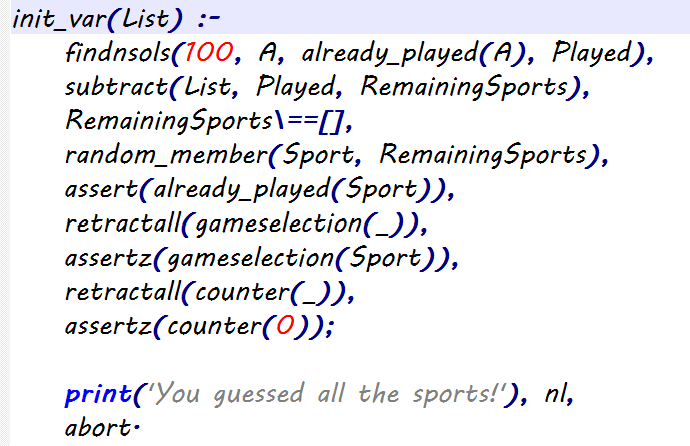 init_var(List) :-
findnsols(100, A, already_played(A), Played),
subtract(List, Played, RemainingSports),
RemainingSports\==[],
random_member(Sport, RemainingSports),
assert(already_played(Sport)),
retractall(gameselection(_)),
assertz(gameselection(Sport)),
retractall(counter(_)),
assertz(counter(0));
print('You guessed all the sports!'), nl,
abort.